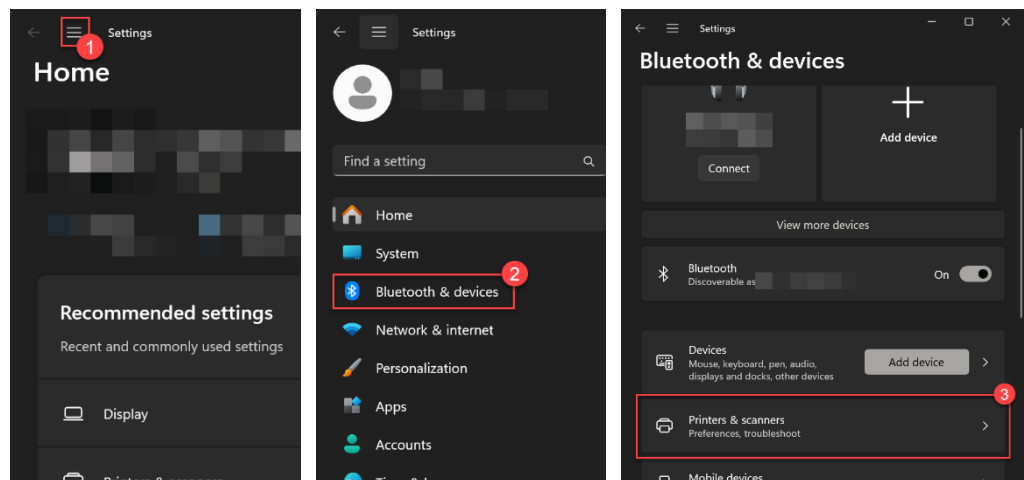 Settings
1
Home
Recommended settings
Recent and commonly used settings
Display
Settings
Find a setting
Home
System
2
Bluetooth & devices
Network & internet
Personalization
Apps
Accounts
Settings
Bluetooth & devices
Connect
Add device
View more devices
Bluetooth
Discoverable as
On
Devices
Mouse, keyboard, pen, audio,
displays and docks, other devices
Add device
3
Printers & scanners
Preferences, troubleshoot
Mobile devices